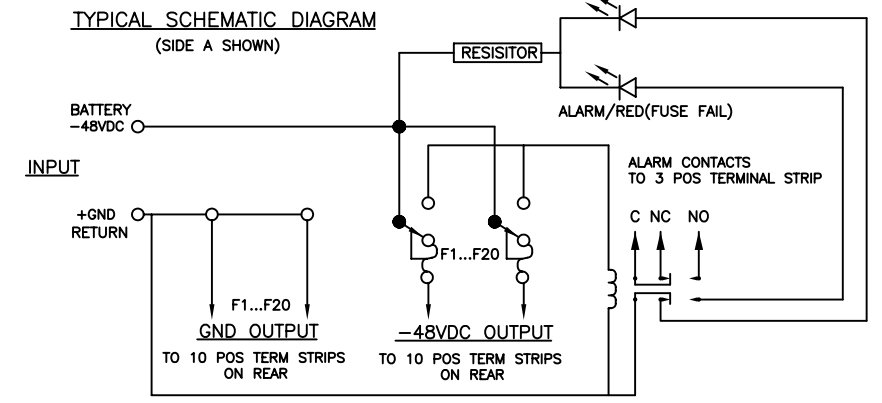 TYPICAL SCHEMATIC DIAGRAM
(SIDE A SHOWN)
RESISITOR
BATTERY
-48VDC
ALARM/RED(FUSE FAIL)
INPUT
ALARM CONTACTS
TO 3 POS TERMINAL STRIP
+GND
RETURN
C NC NO
F1...F20
F1...F20
GND OUTPUT
-48VDC OUTPUT
TO 10 POS TERM STRIPS
ON REAR
TO 10 POS TERM STRIPS
ON REAR